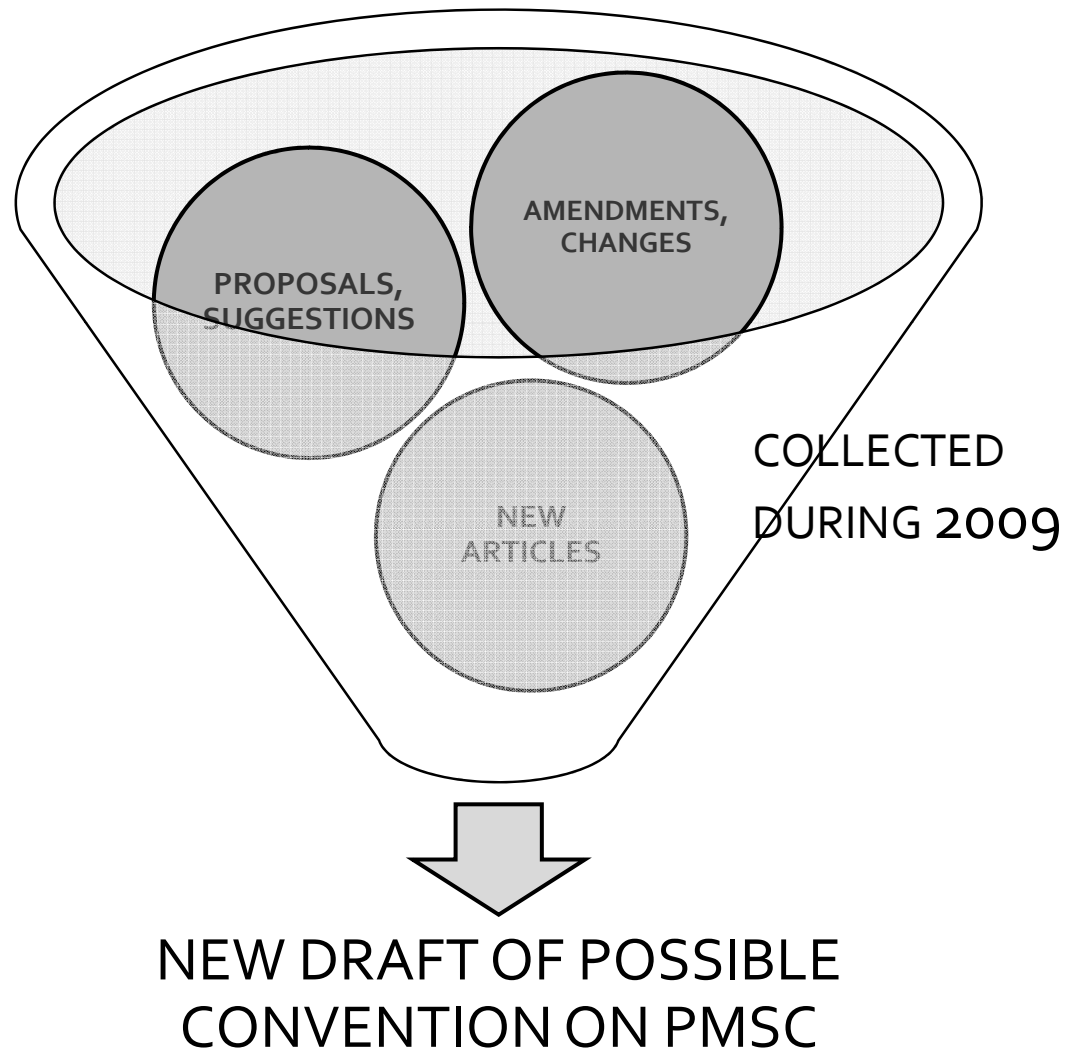 AMENDMENTS,
CHANGES
PROPOSALS,
SUGGESTIONS
COLLECTED
DURING 2009
NEW
ARTICLES
NEW DRAFT OF POSSIBLE
CONVENTION ON PMSC